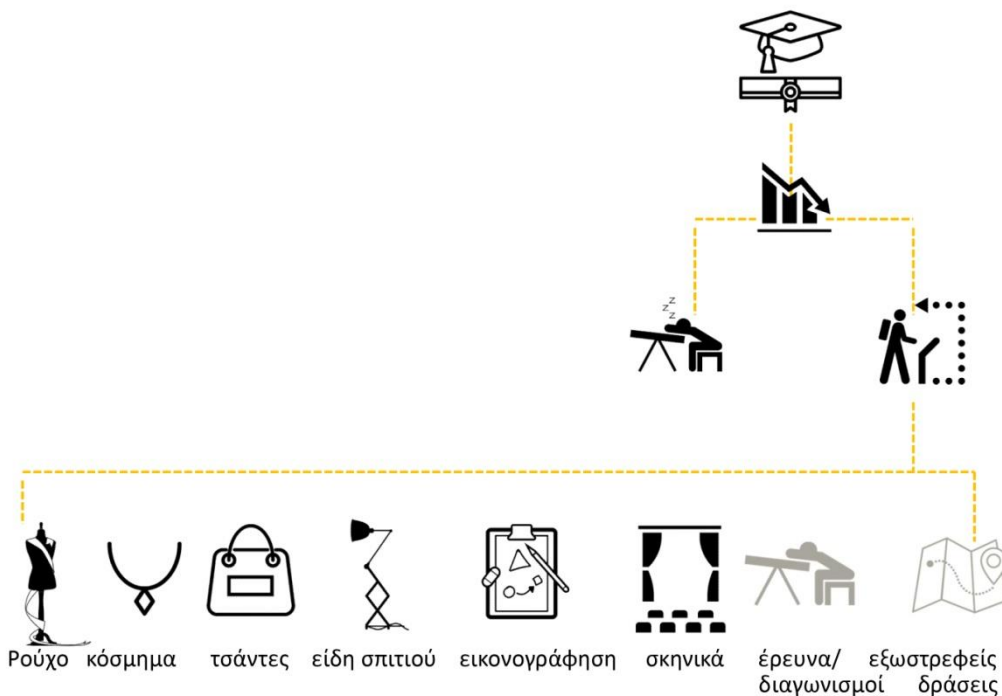 z z z
Ρούχο κόσμημα τσάντες είδη σπιτιού εικονογράφηση σκηνικά έρευνα/ εξωστρεφείς
διαγωνισμοί δράσεις